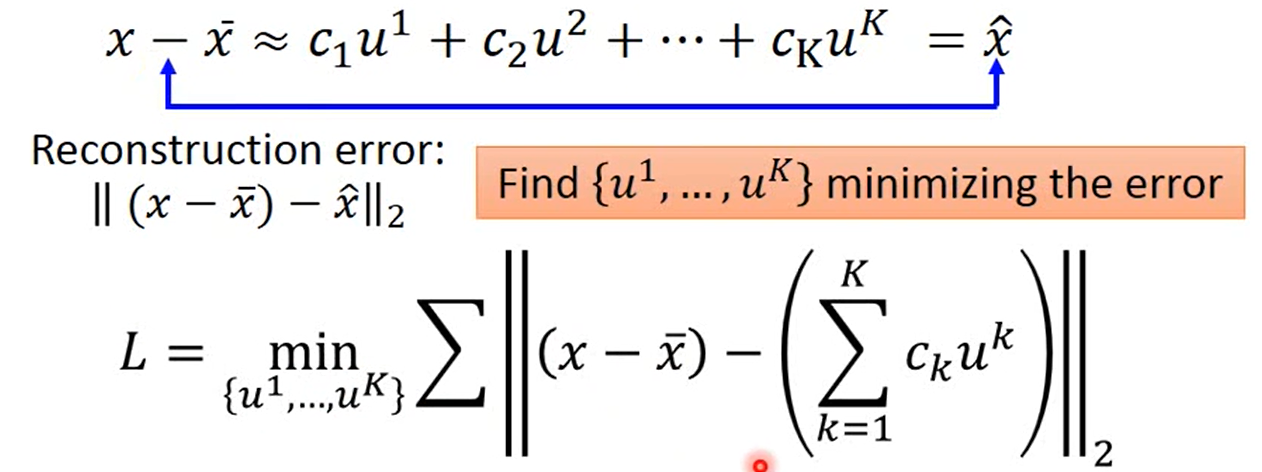 x − x̄ ≈ c₁u¹ + c₂u² + ⋯ + c_K u^K = x̂
Reconstruction error:
‖(x − x̄) − x̂‖₂
Find {u¹, … , u^K} minimizing the error
L = min_{u¹,…,u^K} ∑ ‖(x − x̄) − (∑_{k=1}^{K} c_k u^k)‖₂